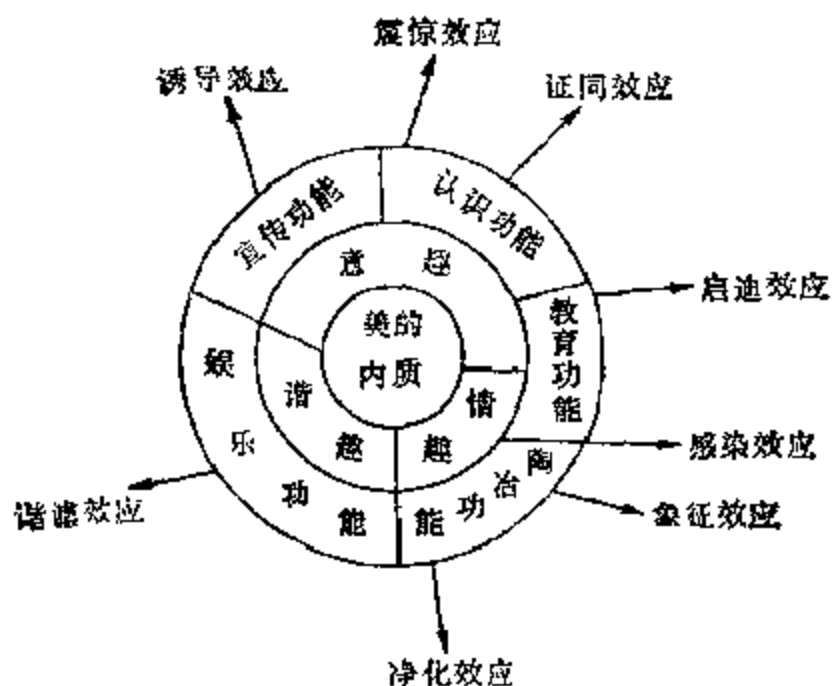 震惊效应
诱导效应
证同效应
宣传功能
认识功能
意趣
启迪效应
美的
内质
教育功能
娱乐功能
谐趣
情趣
感染效应
陶冶功能
谐谑效应
象征效应
净化效应